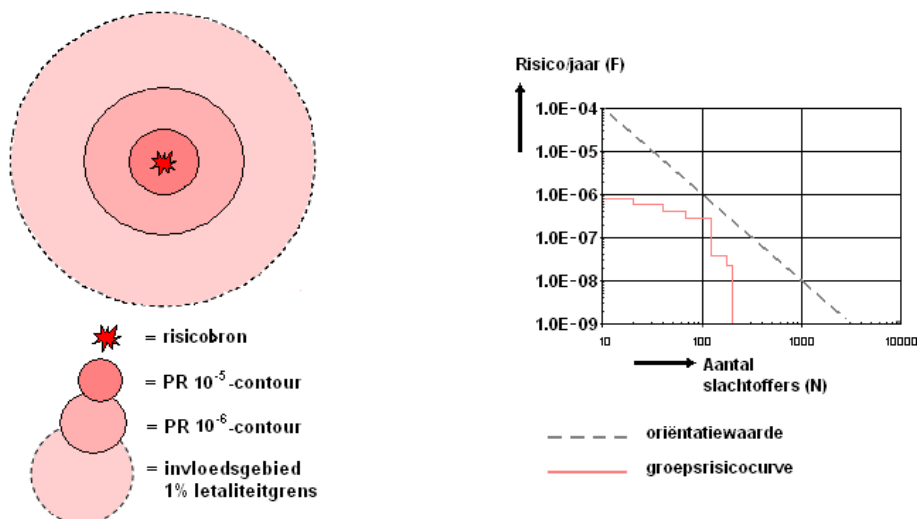 = risicobron
= PR 10⁻⁵-contour
= PR 10⁻⁶-contour
= invloedsgebied
1% letaliteitgrens
Risico/jaar (F)
1.0E-04
1.0E-05
1.0E-06
1.0E-07
1.0E-08
1.0E-09
10 100 1000 10000
Aantal
slachtoffers (N)
oriëntatiewaarde
groepsrisicocurve